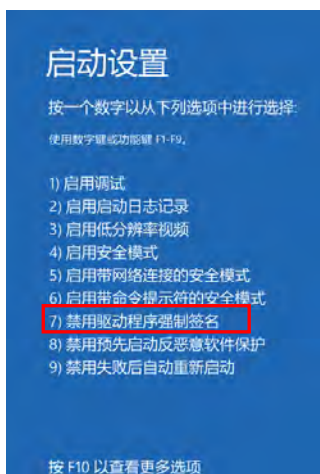 启动设置
按一个数字以从下列选项中进行选择:
使用数字键或功能键 F1-F9。
1) 启用调试
2) 启用启动日志记录
3) 启用低分辨率视频
4) 启用安全模式
5) 启用带网络连接的安全模式
6) 启用带命令提示符的安全模式
7) 禁用驱动程序强制签名
8) 禁用预先启动反恶意软件保护
9) 禁用失败后自动重新启动
按 F10 以查看更多选项